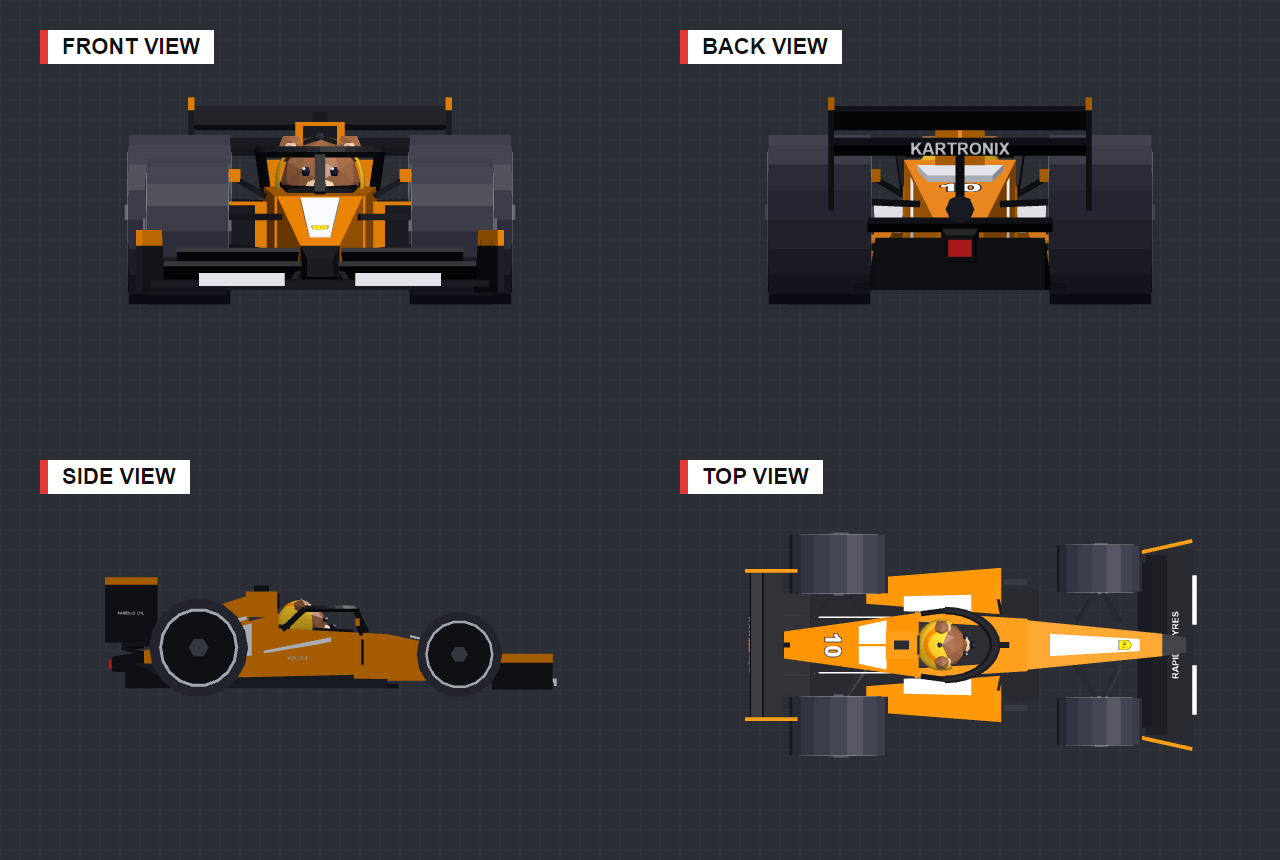 FRONT VIEW
BACK VIEW
KARTRONIX
10
SIDE VIEW
TOP VIEW
NIMBUS OIL
VOLTEX
10
RAPID TYRES